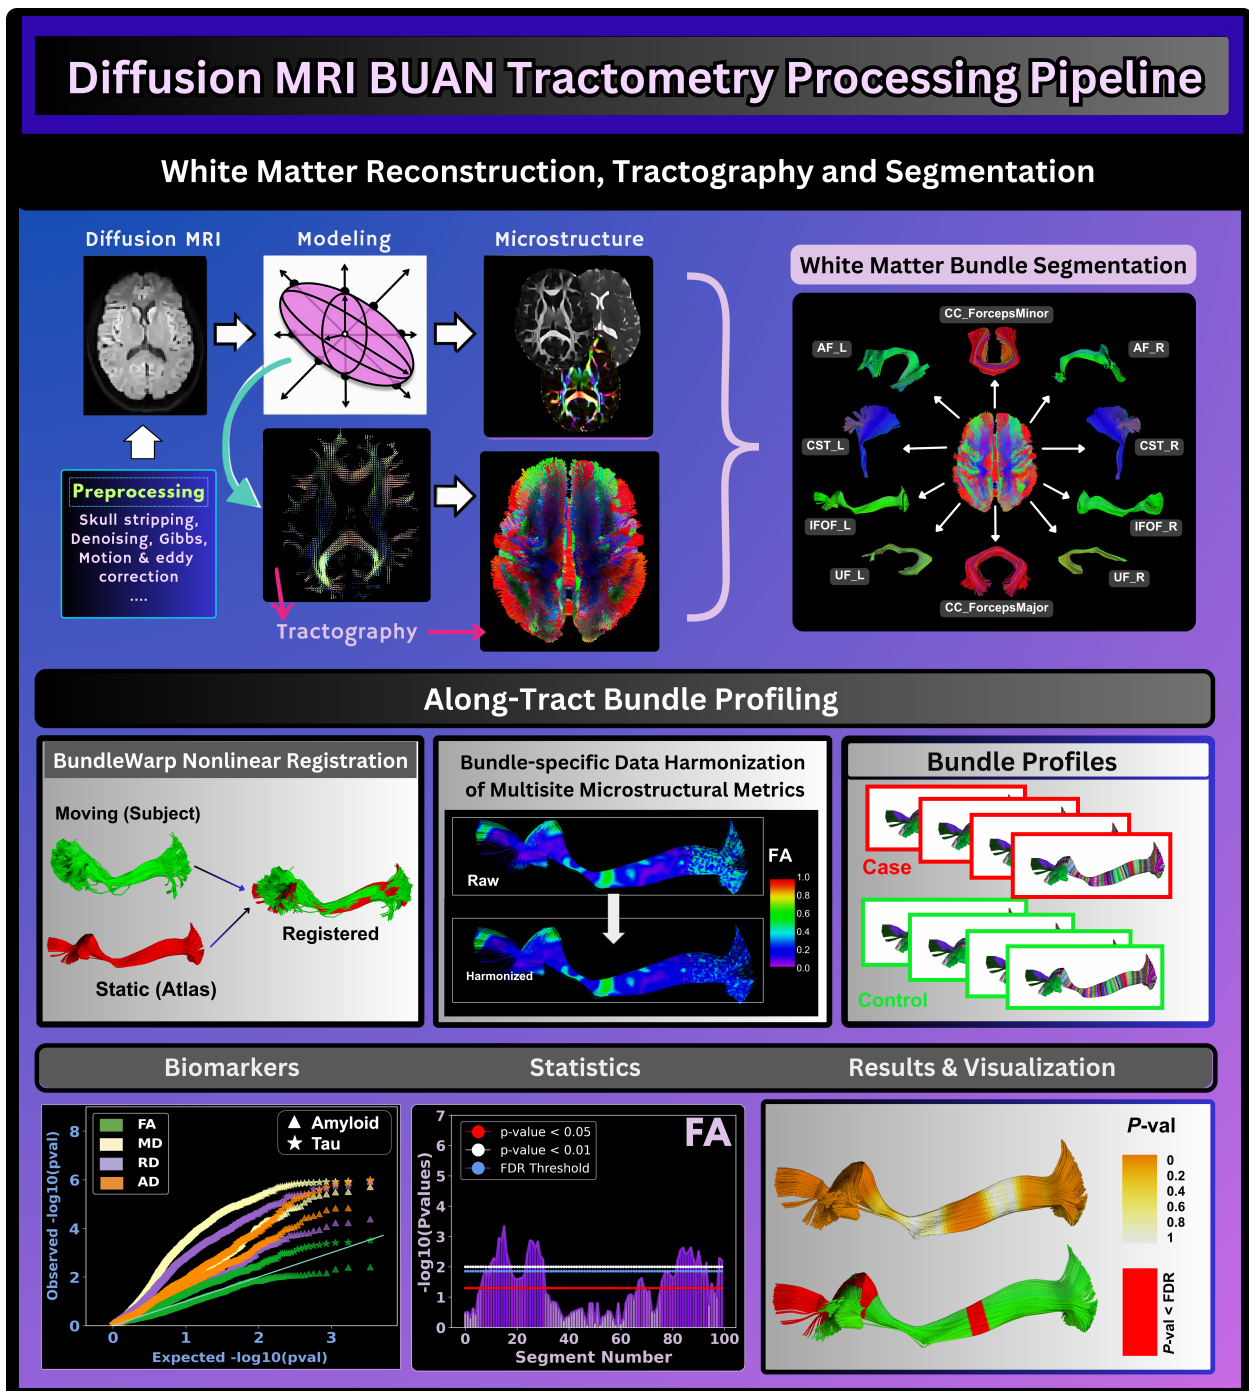 Diffusion MRI BUAN Tractometry Processing Pipeline
White Matter Reconstruction, Tractography and Segmentation
Diffusion MRI
Modeling
Microstructure
Preprocessing
Skull stripping,
Denoising, Gibbs,
Motion & eddy
correction
....
Tractography
White Matter Bundle Segmentation
CC_ForcepsMinor
AF_L
AF_R
CST_L
CST_R
IFOF_L
IFOF_R
UF_L
UF_R
CC_ForcepsMajor
Along-Tract Bundle Profiling
BundleWarp Nonlinear Registration
Moving (Subject)
Registered
Static (Atlas)
Bundle-specific Data Harmonization
of Multisite Microstructural Metrics
Raw
Harmonized
FA
1.0
0.8
0.6
0.4
0.2
0.0
Bundle Profiles
Case
Control
Biomarkers
Statistics
Results & Visualization
FA
MD
RD
AD
Amyloid
Tau
Observed -log10(pval)
8
6
4
2
0
0 1 2 3
Expected -log10(pval)
FA
p-value < 0.05
p-value < 0.01
FDR Threshold
-log10(Pvalues)
7
6
5
4
3
2
1
0
0 20 40 60 80 100
Segment Number
P-val
0
0.2
0.4
0.6
0.8
1
P-val < FDR